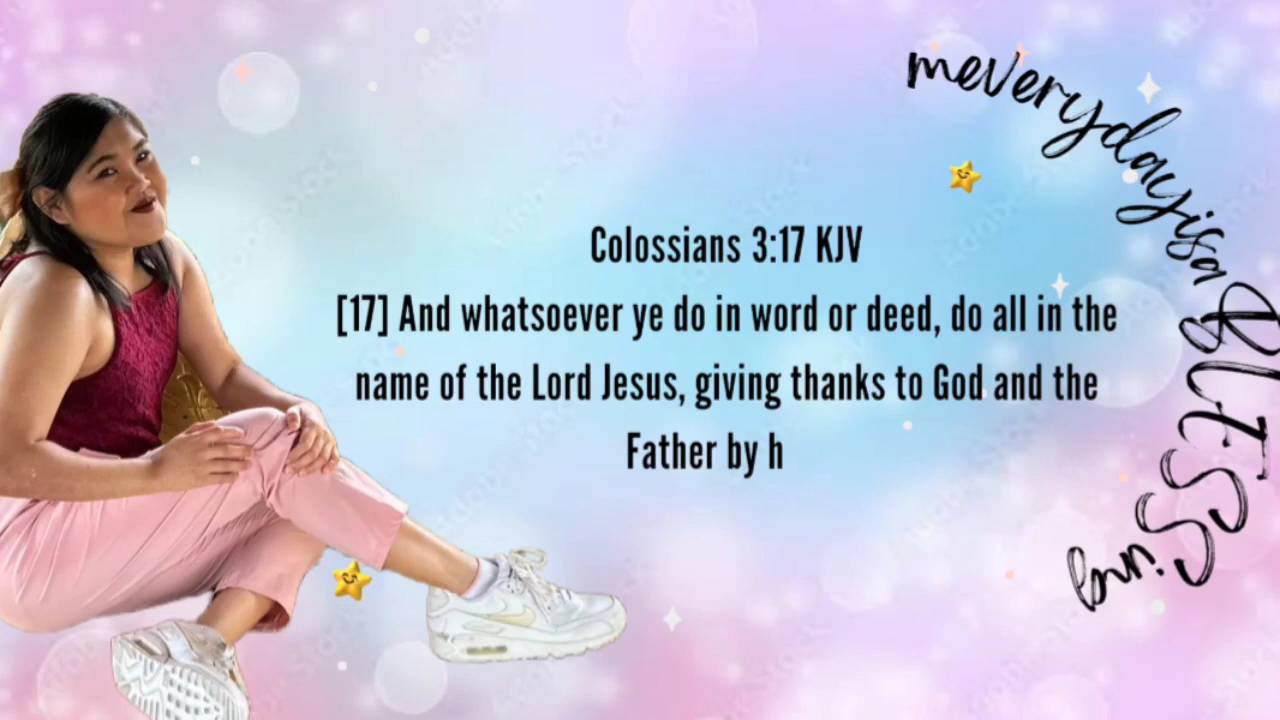 meverydayisaBLESSing
Colossians 3:17 KJV
[17] And whatsoever ye do in word or deed, do all in the
name of the Lord Jesus, giving thanks to God and the
Father by h